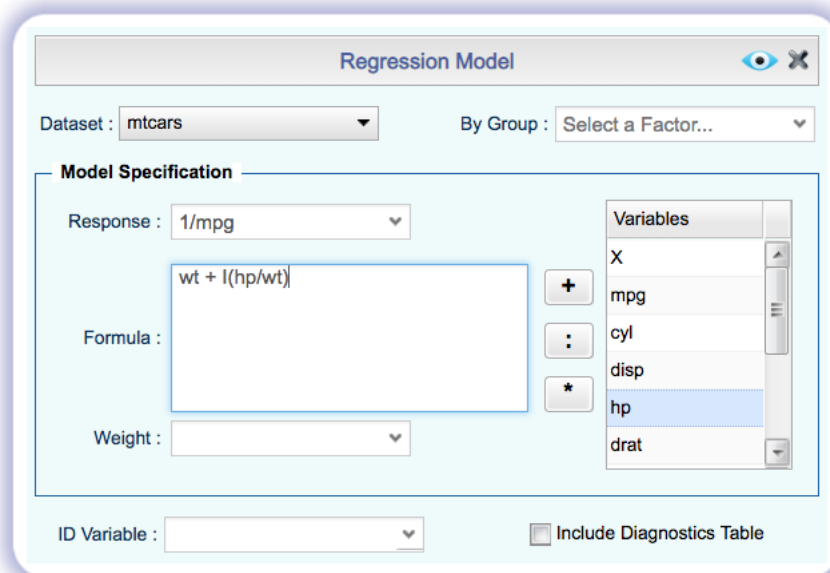 Regression Model
Dataset : mtcars By Group : Select a Factor...
Model Specification
Response : 1/mpg
Formula : wt + I(hp/wt)
Weight :
+
:
*
Variables
X
mpg
cyl
disp
hp
drat
ID Variable : Include Diagnostics Table